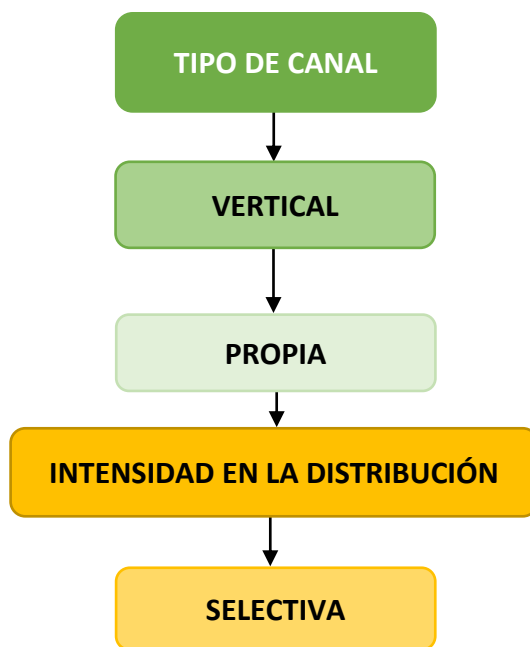 TIPO DE CANAL
VERTICAL
PROPIA
INTENSIDAD EN LA DISTRIBUCIÓN
SELECTIVA